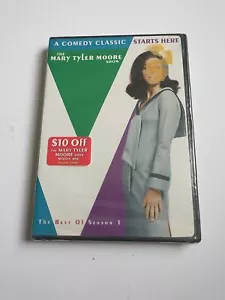 A COMEDY CLASSIC STARTS HERE
THE
MARY TYLER MOORE
SHOW
$10 Off
THE MARY TYLER
MOORE SHOW
The Best Of Season 1